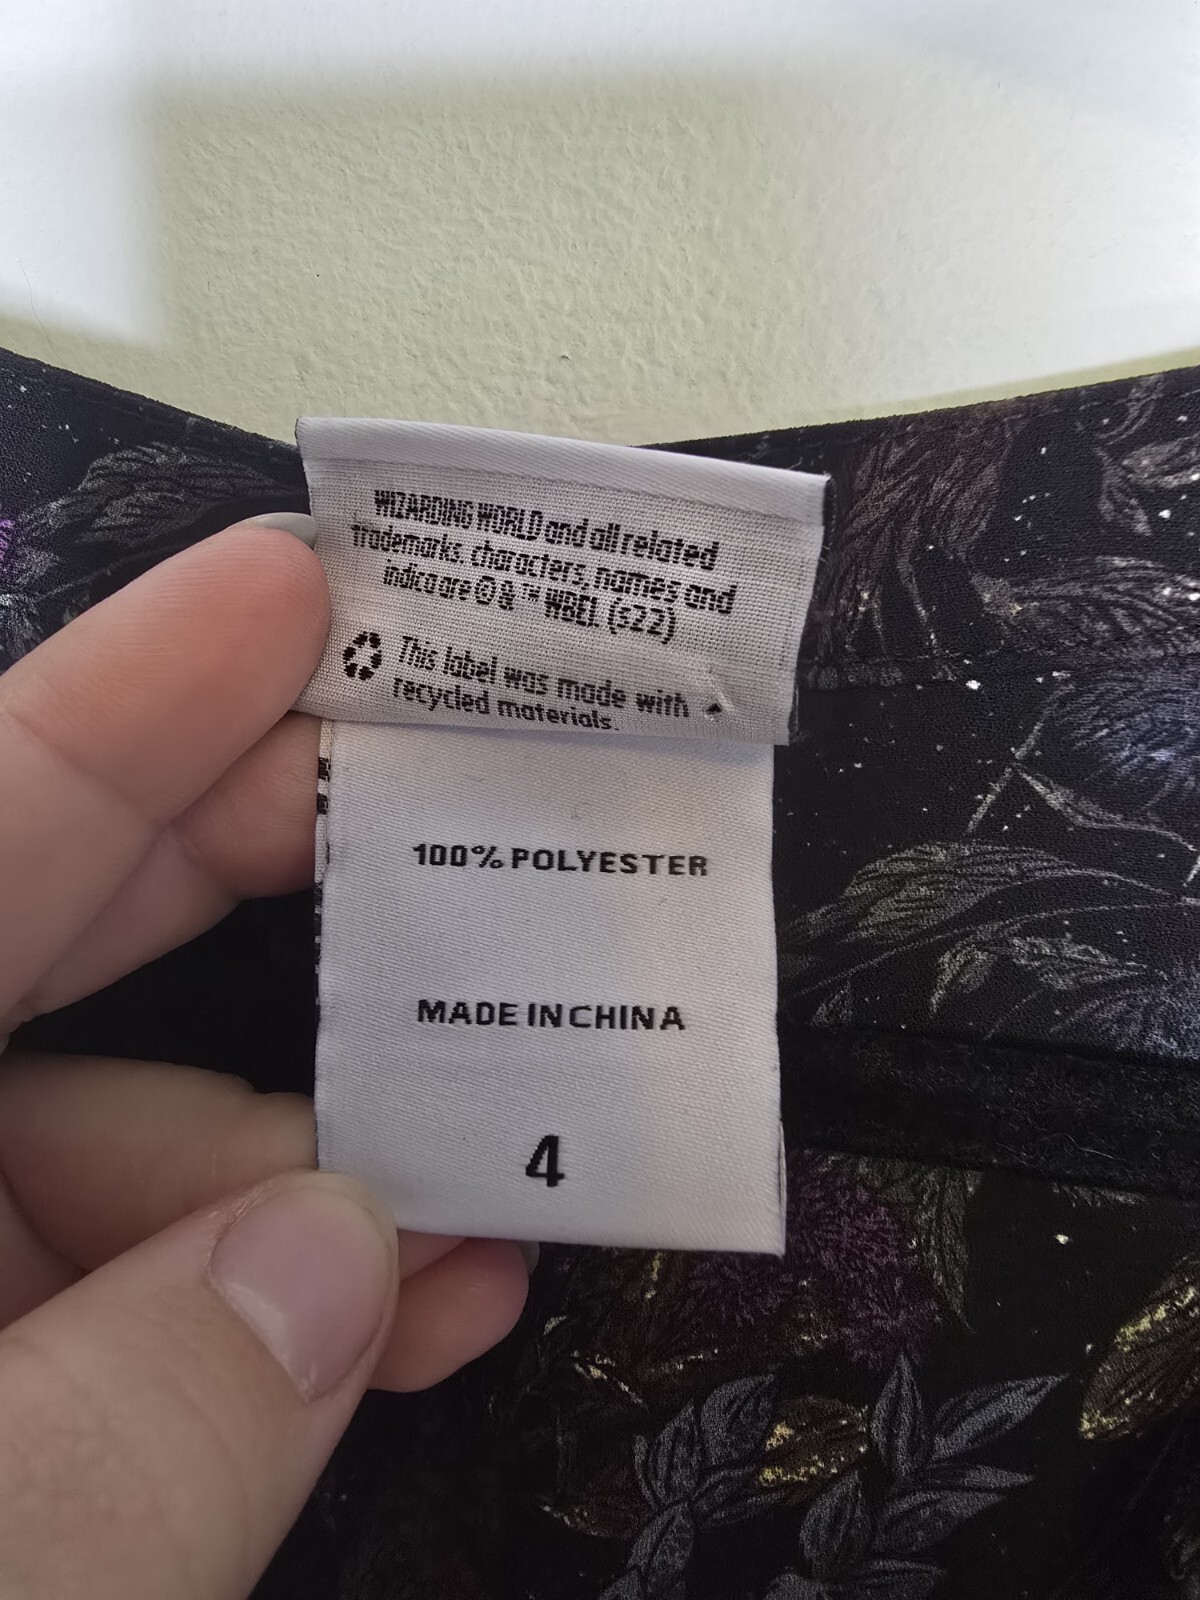 WIZARDING WORLD and all related
trademarks, characters, names and
indica are © & ™ WBEI. (s22)
This label was made with
recycled materials.
100% POLYESTER
MADE IN CHINA
4